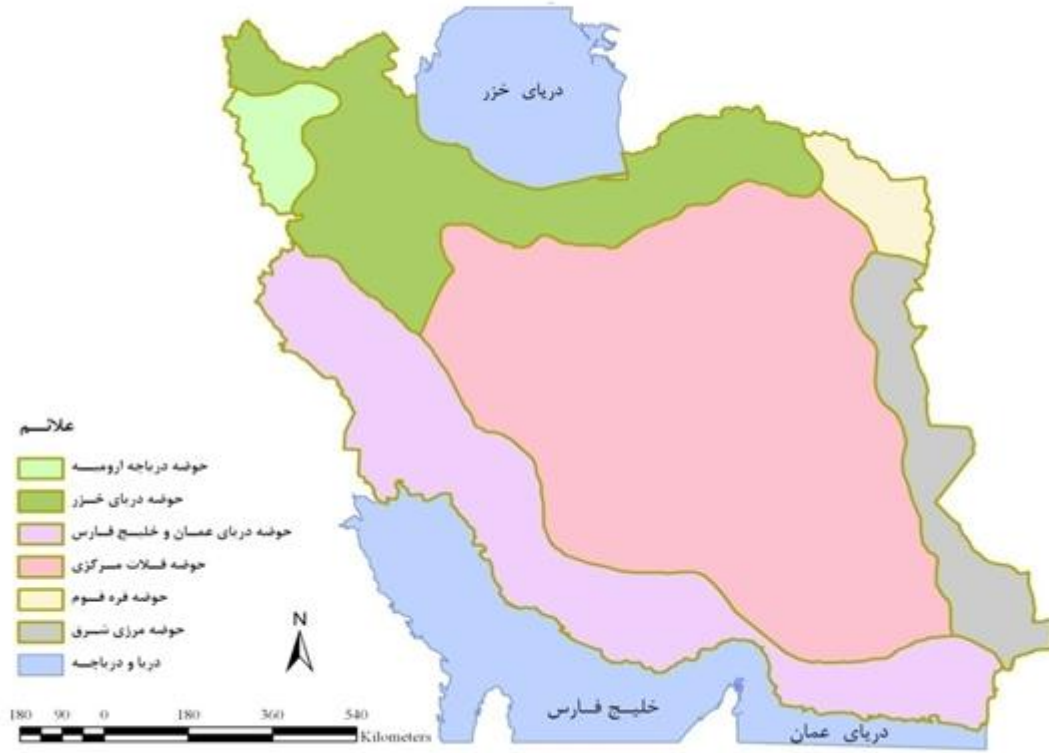 دریای خزر
علائم
حوضه دریاچه ارومیه
حوضه دریای خزر
حوضه دریای عمان و خلیج فارس
حوضه فلات مرکزی
حوضه قره قوم
حوضه مرزی شرق
دریا و دریاچه
N
180 90 0 180 360 540
Kilometers
خلیج فارس
دریای عمان